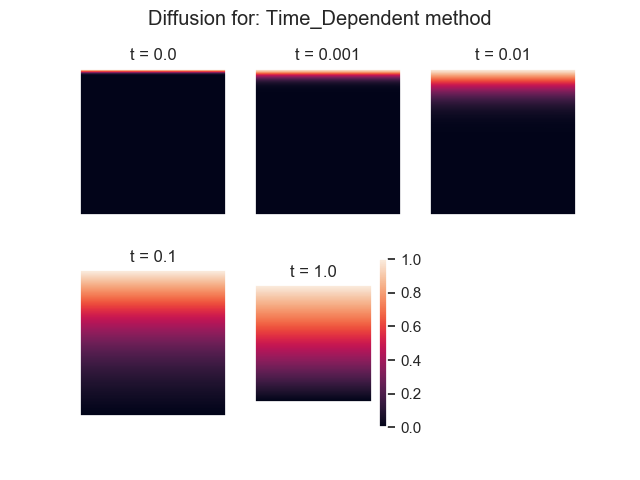 Diffusion for: Time_Dependent method
t = 0.0
t = 0.001
t = 0.01
t = 0.1
t = 1.0
1.0
0.8
0.6
0.4
0.2
0.0